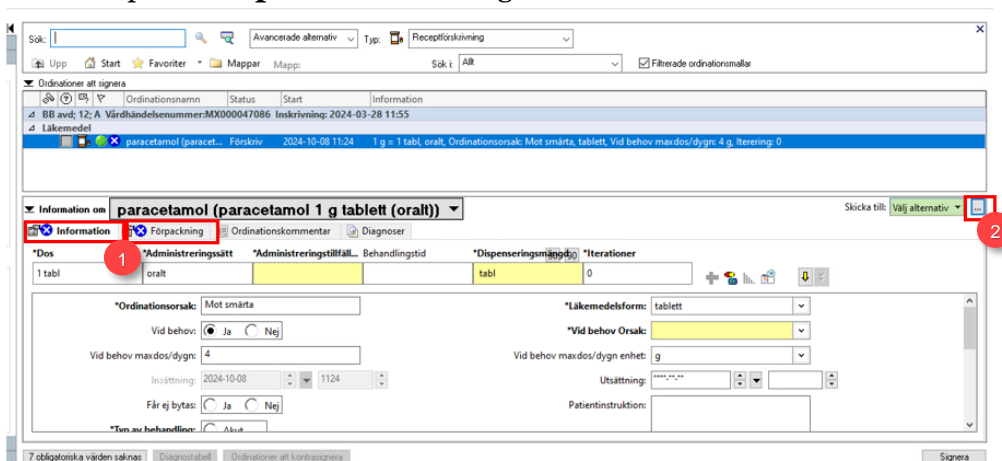 Sök: Avancerade alternativ Typ: Receptförskrivning
Upp Start Favoriter Mappar Mapp: Sök i: Allt Filtrerade ordinationsmallar
Ordinationer att signera
Ordinationsnamn Status Start Information
BB avd; 12; A Vårdhändelsenummer:MX000047086 Inskrivning: 2024-03-28 11:55
Läkemedel
paracetamol (paracet... Förskriv 2024-10-08 11:24 1 g = 1 tabl, oralt, Ordinationsorsak: Mot smärta, tablett, Vid behov maxdos/dygn: 4 g, Iterering: 0
Information om paracetamol (paracetamol 1 g tablett (oralt)) Skicka till: Välj alternativ ...
Information Förpackning Ordinationskommentar Diagnoser
1
2
*Dos *Administreringssätt *Administreringstillfäll... Behandlingstid *Dispenseringsmängd: *Iterationer
1 tabl oralt tabl 0
*Ordinationsorsak: Mot smärta *Läkemedelsform: tablett
Vid behov: Ja Nej *Vid behov Orsak:
Vid behov maxdos/dygn: 4 Vid behov maxdos/dygn enhet: g
Insättning: 2024-10-08 1124 Utsättning: ****-**-**
Får ej bytas: Ja Nej Patientinstruktion:
*Typ av behandling: Akut
7 obligatoriska värden saknas Diagnostabell Ordinationer att kontrasignera Signera